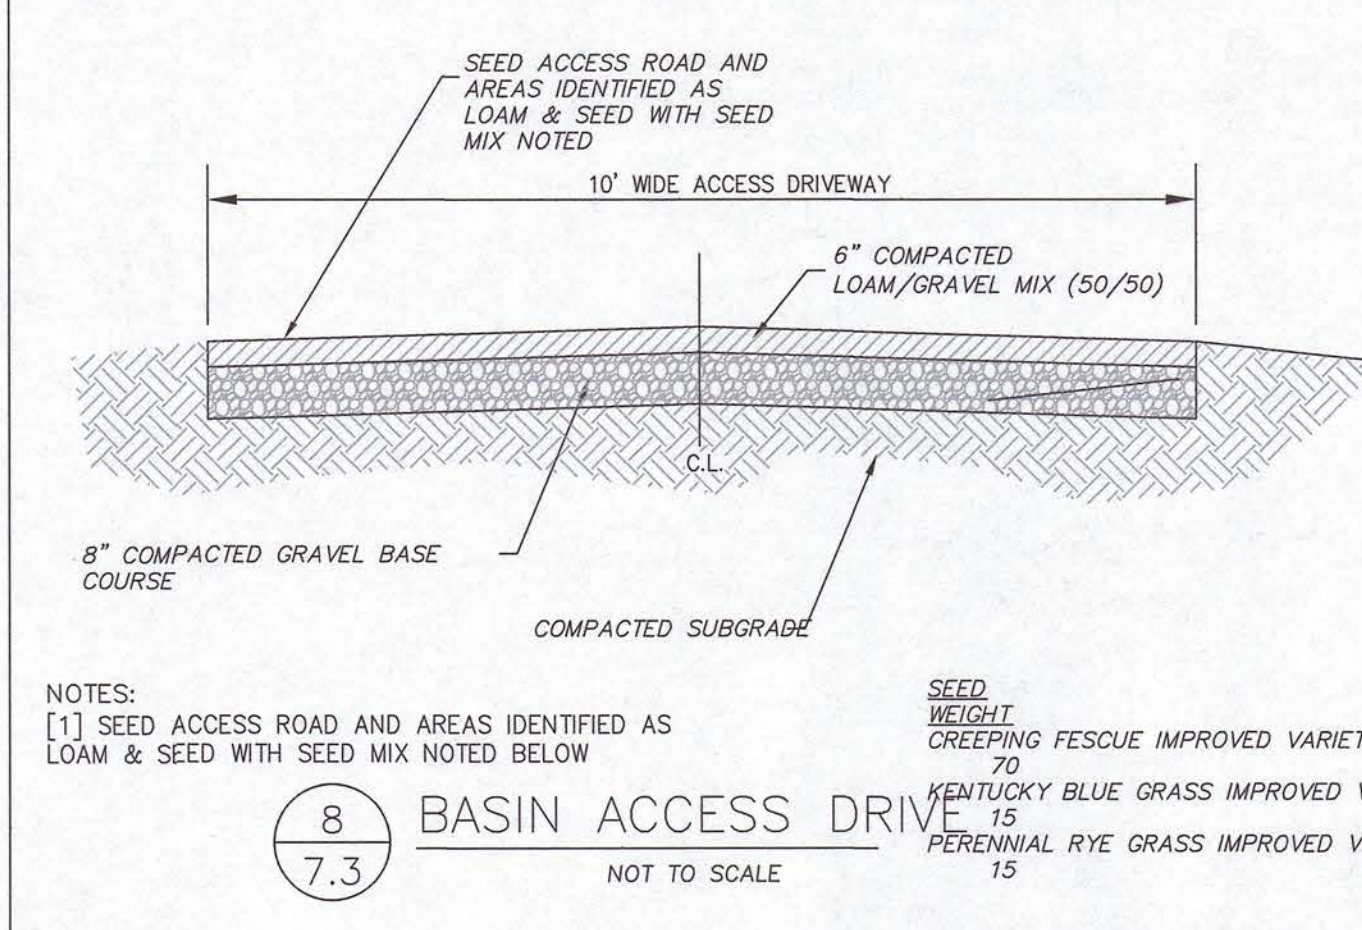 SEED ACCESS ROAD AND
AREAS IDENTIFIED AS
LOAM & SEED WITH SEED
MIX NOTED
10' WIDE ACCESS DRIVEWAY
6" COMPACTED
LOAM/GRAVEL MIX (50/50)
C.L.
8" COMPACTED GRAVEL BASE
COURSE
COMPACTED SUBGRADE
NOTES:
[1] SEED ACCESS ROAD AND AREAS IDENTIFIED AS
LOAM & SEED WITH SEED MIX NOTED BELOW
SEED
WEIGHT
CREEPING FESCUE IMPROVED VARIET
70
KENTUCKY BLUE GRASS IMPROVED V
15
PERENNIAL RYE GRASS IMPROVED V
15
8
7.3
BASIN ACCESS DRIVE
NOT TO SCALE